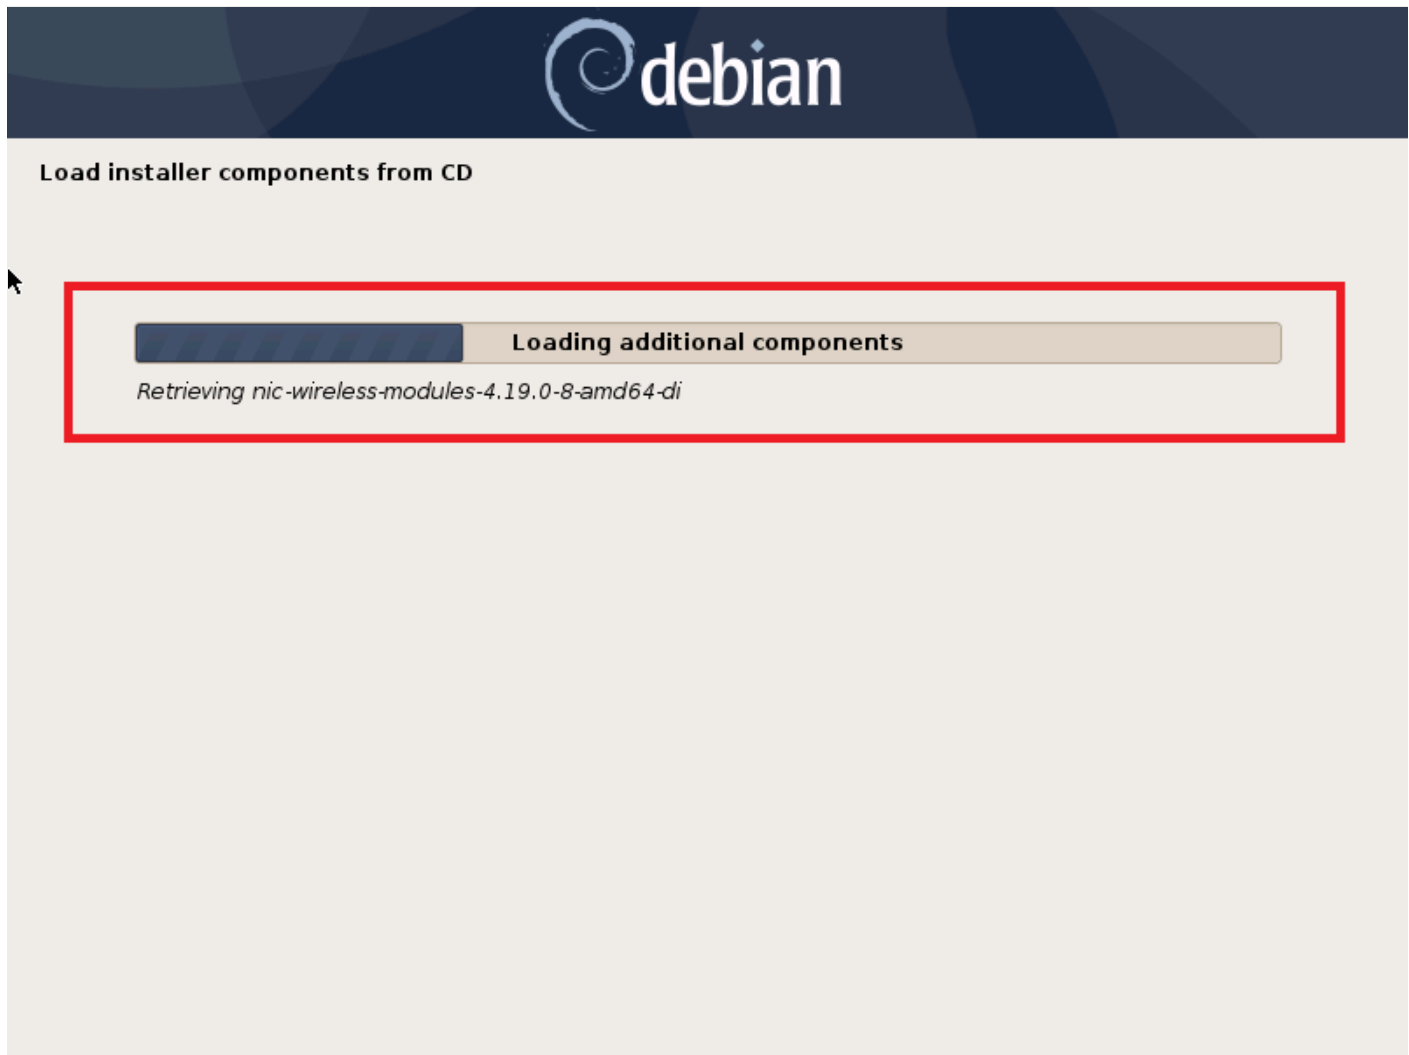 debian
Load installer components from CD
Loading additional components
Retrieving nic-wireless-modules-4.19.0-8-amd64-di